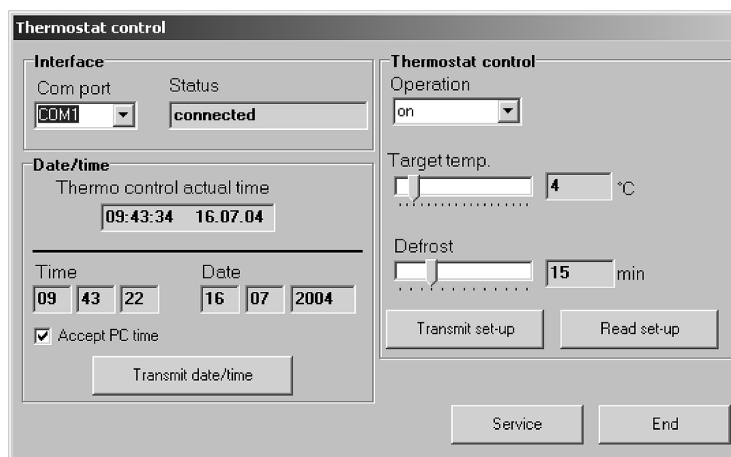 Thermostat control
Interface
Com port Status
COM1 connected
Date/time
Thermo control actual time
09:43:34 16.07.04
Time Date
09 43 22 16 07 2004
Accept PC time
Transmit date/time
Thermostat control
Operation
on
Target temp.
4 °C
Defrost
15 min
Transmit set-up Read set-up
Service End